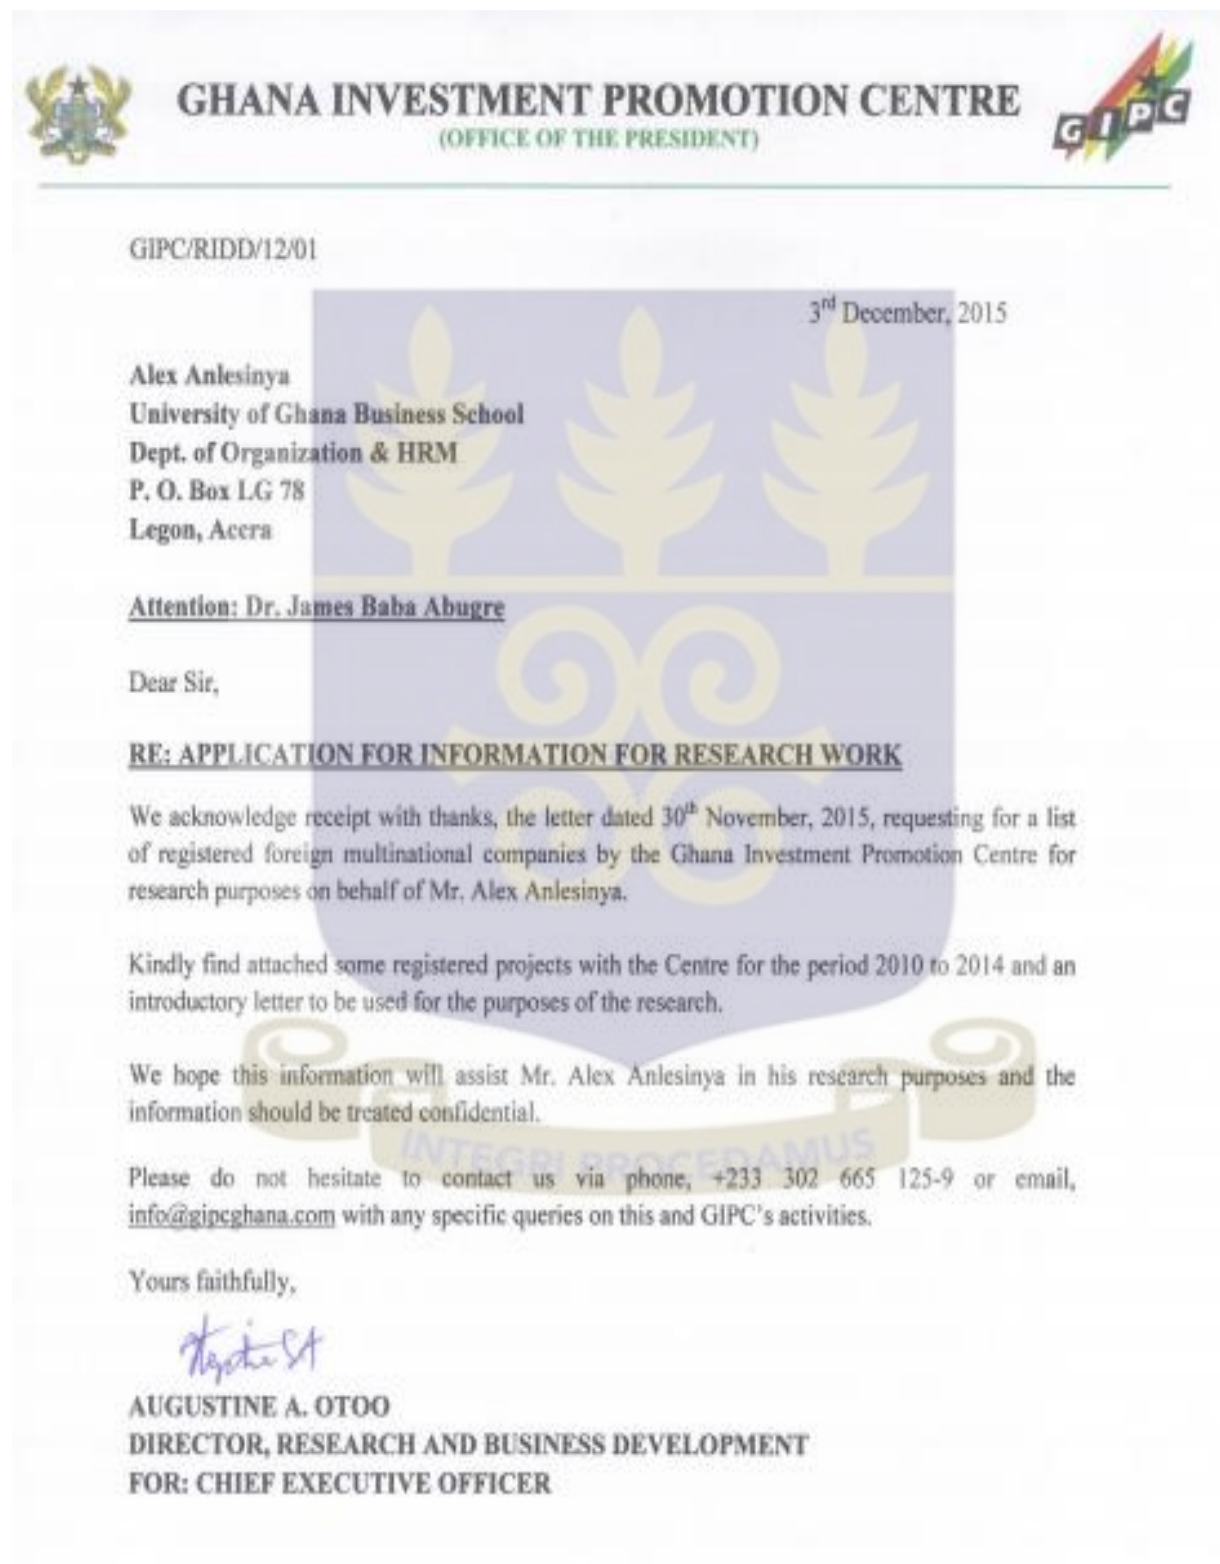 GHANA INVESTMENT PROMOTION CENTRE
(OFFICE OF THE PRESIDENT)
GIPC
GIPC/RIDD/12/01
3rd December, 2015
Alex Anlesinya
University of Ghana Business School
Dept. of Organization & HRM
P. O. Box LG 78
Legon, Accra
Attention: Dr. James Baba Abugre
Dear Sir,
RE: APPLICATION FOR INFORMATION FOR RESEARCH WORK
We acknowledge receipt with thanks, the letter dated 30th November, 2015, requesting for a list
of registered foreign multinational companies by the Ghana Investment Promotion Centre for
research purposes on behalf of Mr. Alex Anlesinya.
Kindly find attached some registered projects with the Centre for the period 2010 to 2014 and an
introductory letter to be used for the purposes of the research.
We hope this information will assist Mr. Alex Anlesinya in his research purposes and the
information should be treated confidential.
INTEGRI PROCEDAMUS
Please do not hesitate to contact us via phone, +233 302 665 125-9 or email,
info@gipcghana.com with any specific queries on this and GIPC's activities.
Yours faithfully,
AUGUSTINE A. OTOO
DIRECTOR, RESEARCH AND BUSINESS DEVELOPMENT
FOR: CHIEF EXECUTIVE OFFICER